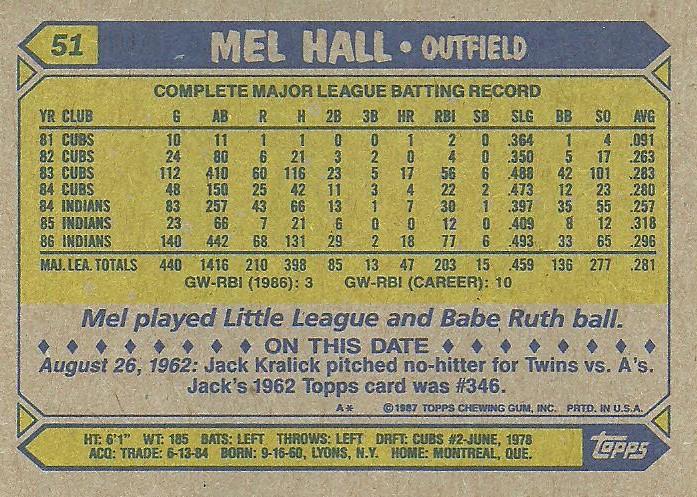 51 MEL HALL • OUTFIELD
COMPLETE MAJOR LEAGUE BATTING RECORD
YR CLUB G AB R H 2B 3B HR RBI SB SLG BB SO AVG
81 CUBS 10 11 1 1 0 0 1 2 0 .364 1 4 .091
82 CUBS 24 80 6 21 3 2 0 4 0 .350 5 17 .263
83 CUBS 112 410 60 116 23 5 17 56 6 .488 42 101 .283
84 CUBS 48 150 25 42 11 3 4 22 2 .473 12 23 .280
84 INDIANS 83 257 43 66 13 1 7 30 1 .397 35 55 .257
85 INDIANS 23 66 7 21 6 0 0 12 0 .409 8 12 .318
86 INDIANS 140 442 68 131 29 2 18 77 6 .493 33 65 .296
MAJ. LEA. TOTALS 440 1416 210 398 85 13 47 203 15 .459 136 277 .281
GW-RBI (1986): 3 GW-RBI (CAREER): 10
Mel played Little League and Babe Ruth ball.
♦ ♦ ♦ ♦ ♦ ♦ ♦ ♦ ON THIS DATE ♦ ♦ ♦ ♦ ♦ ♦ ♦ ♦
August 26, 1962: Jack Kralick pitched no-hitter for Twins vs. A's.
Jack's 1962 Topps card was #346.
A* ©1987 TOPPS CHEWING GUM, INC. PRTD. IN U.S.A.
HT: 6'1" WT: 185 BATS: LEFT THROWS: LEFT DRFT: CUBS #2-JUNE, 1978
ACQ: TRADE: 6-13-84 BORN: 9-16-60, LYONS, N.Y. HOME: MONTREAL, QUE.
topps